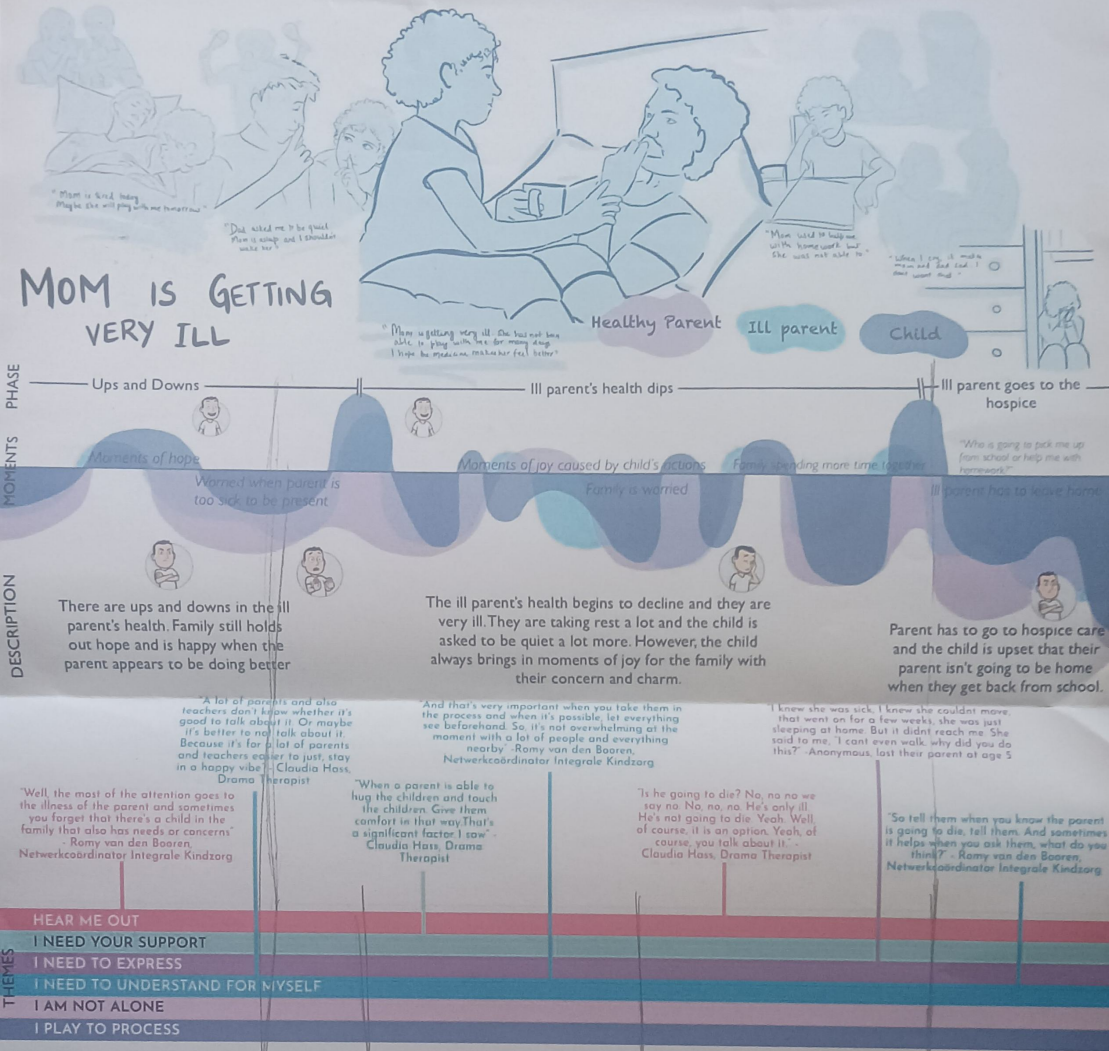 "Mom is tired today
Maybe she will play with me tomorrow"
"Dad asked me to be quiet
Mom is asleep and I shouldn't
wake her"
"Mom used to help me
with homework but
she was not able to"
"When I cry it makes
mom and dad sad. I
dont want that"
MOM IS GETTING
VERY ILL
"Mom is getting very ill. She has not been
able to play with me for many days
I hope the medicine makes her feel better"
Healthy Parent
Ill parent
Child
PHASE
Ups and Downs
Ill parent's health dips
Ill parent goes to the
hospice
MOMENTS
Moments of hope
Worried when parent is
too sick to be present
Moments of joy caused by child's actions
Family is worried
Family spending more time together
"Who is going to pick me up
from school or help me with
homework?"
Ill parent has to leave home
DESCRIPTION
There are ups and downs in the ill
parent's health. Family still holds
out hope and is happy when the
parent appears to be doing better
The ill parent's health begins to decline and they are
very ill. They are taking rest a lot and the child is
asked to be quiet a lot more. However, the child
always brings in moments of joy for the family with
their concern and charm.
Parent has to go to hospice care
and the child is upset that their
parent isn't going to be home
when they get back from school.
"A lot of parents and also
teachers don't know whether it's
good to talk about it. Or maybe
it's better to not talk about it.
Because it's for a lot of parents
and teachers easier to just, stay
in a happy vibe" - Claudia Hass,
Drama Therapist
"And that's very important when you take them in
the process and when it's possible, let everything
see beforehand. So, it's not overwhelming at the
moment with a lot of people and everything
nearby" -Romy van den Booren,
Netwerkcoördinator Integrale Kindzorg
"I knew she was sick, I knew she couldnt move,
that went on for a few weeks, she was just
sleeping at home. But it didnt reach me. She
said to me, 'I cant even walk, why did you do
this?" -Anonymous, lost their parent at age 5
"Well, the most of the attention goes to
the illness of the parent and sometimes
you forget that there's a child in the
family that also has needs or concerns"
- Romy van den Booren,
Netwerkcoördinator Integrale Kindzorg
"When a parent is able to
hug the children and touch
the children. Give them
comfort in that way.That's
a significant factor I saw" -
Claudia Hass, Drama
Therapist
"Is he going to die? No, no no we
say no. No, no, no. He's only ill.
He's not going to die. Yeah. Well,
of course, it is an option. Yeah, of
course, you talk about it." -
Claudia Hass, Drama Therapist
"So tell them when you know the parent
is going to die, tell them. And sometimes
it helps when you ask them, what do you
think?" - Romy van den Booren,
Netwerkcoördinator Integrale Kindzorg
THEMES
HEAR ME OUT
I NEED YOUR SUPPORT
I NEED TO EXPRESS
I NEED TO UNDERSTAND FOR MYSELF
I AM NOT ALONE
I PLAY TO PROCESS